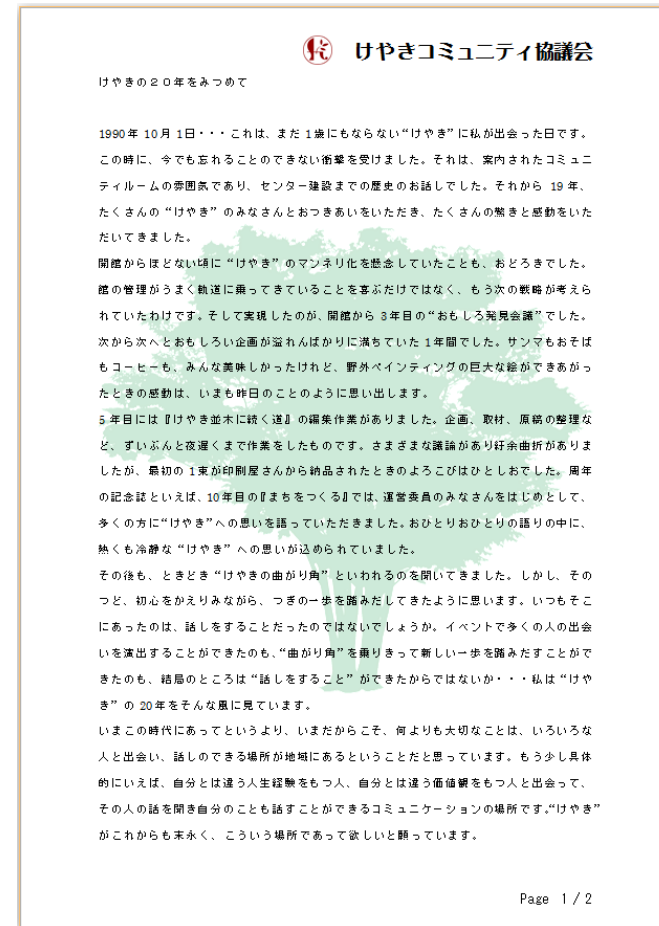 けやきコミュニティ協議会
けやきの20年をみつめて
1990年 10月 1日・・・これは、まだ 1歳にもならない“けやき”に私が出会った日です。
この時に、今でも忘れることのできない衝撃を受けました。それは、案内されたコミュニ
ティルームの雰囲気であり、センター建設までの歴史のお話しでした。それから 19年、
たくさんの“けやき”のみなさんとおつきあいをいただき、たくさんの驚きと感動をいた
だいてきました。
開館からほどない頃に“けやき”のマンネリ化を懸念していたことも、おどろきでした。
館の管理がうまく軌道に乗ってきていることを喜ぶだけではなく、もう次の戦略が考えら
れていたわけです。そして実現したのが、開館から 3年目の“おもしろ発見会議”でした。
次から次へとおもしろい企画が溢れんばかりに満ちていた 1年間でした。サンマもおそば
もコーヒーも、みんな美味しかったけれど、野外ペインティングの巨大な絵ができあがっ
たときの感動は、いまも昨日のことのように思い出します。
5年目には『けやき並木に続く道』の編集作業がありました。企画、取材、原稿の整理な
ど、ずいぶんと夜遅くまで作業をしたものです。さまざまな議論があり紆余曲折がありま
したが、最初の 1束が印刷屋さんから納品されたときのよろこびはひとしおでした。周年
の記念誌といえば、10年目の『まちをつくる』では、運営委員のみなさんをはじめとして、
多くの方に“けやき”への思いを語っていただきました。おひとりおひとりの語りの中に、
熱くも冷静な“けやき”への思いが込められていました。
その後も、ときどき“けやきの曲がり角”といわれるのを聞いてきました。しかし、その
つど、初心をかえりみながら、つぎの一歩を踏みだしてきたように思います。いつもそこ
にあったのは、話しをすることだったのではないでしょうか。イベントで多くの人の出会
いを演出することができたのも、“曲がり角”を乗りきって新しい一歩を踏みだすことがで
きたのも、結局のところは“話しをすること”ができたからではないか・・・私は“けや
き”の 20年をそんな風に見ています。
いまこの時代にあってというより、いまだからこそ、何よりも大切なことは、いろいろな
人と出会い、話しのできる場所が地域にあるということだと思っています。もう少し具体
的にいえば、自分とは違う人生経験をもつ人、自分とは違う価値観をもつ人と出会って、
その人の話を聞き自分のことも話すことができるコミュニケーションの場所です。“けやき”
がこれからも末永く、こういう場所であって欲しいと願っています。
Page 1/2